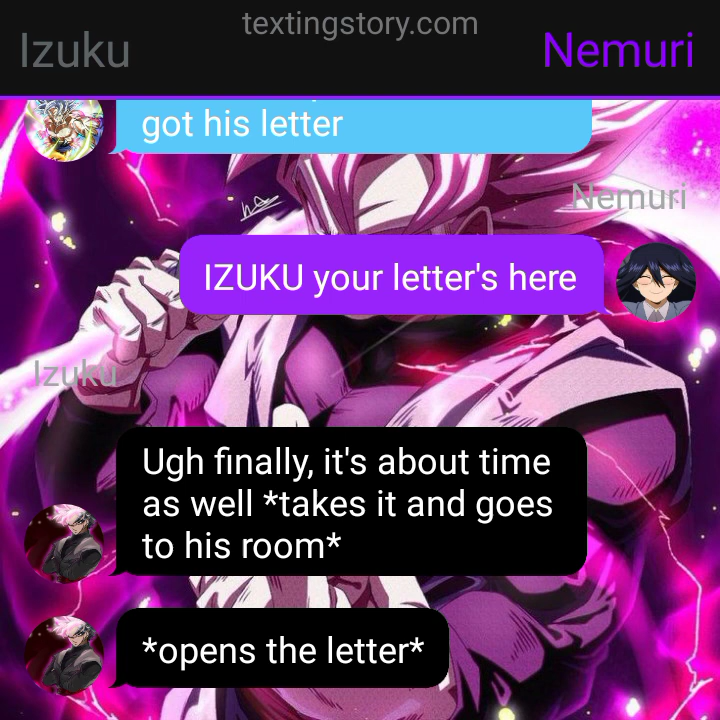 textingstory.com
Izuku
Nemuri
got his letter
Nemuri
IZUKU your letter's here
Izuku
Ugh finally, it's about time
as well *takes it and goes
to his room*
*opens the letter*